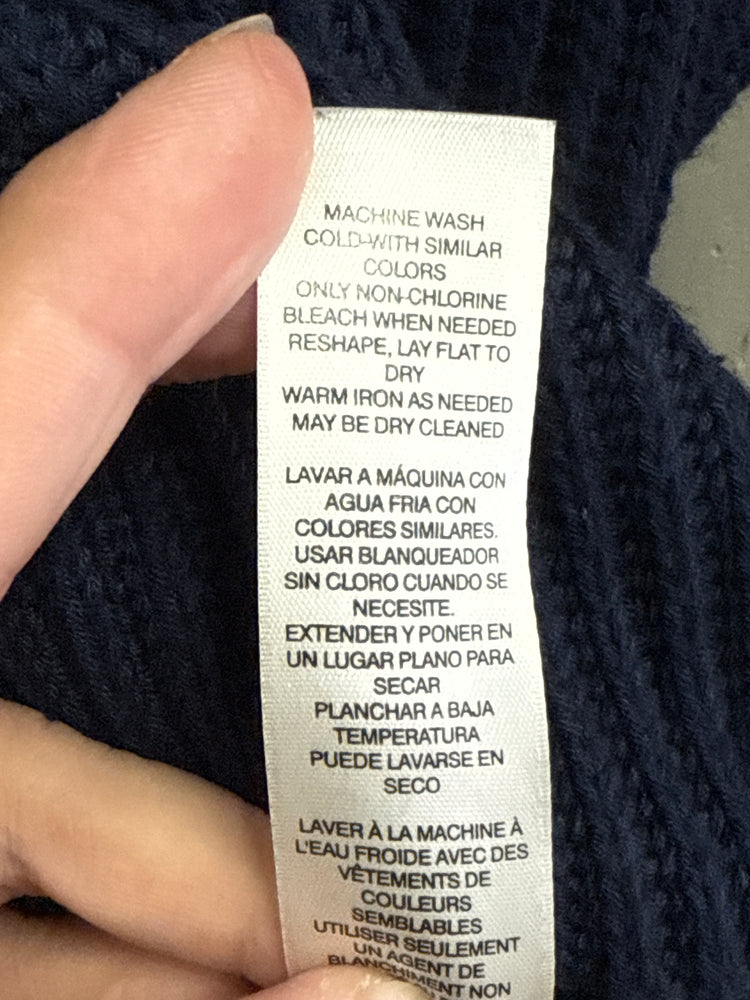 MACHINE WASH
COLD-WITH SIMILAR
COLORS
ONLY NON-CHLORINE
BLEACH WHEN NEEDED
RESHAPE, LAY FLAT TO
DRY
WARM IRON AS NEEDED
MAY BE DRY CLEANED
LAVAR A MÁQUINA CON
AGUA FRIA CON
COLORES SIMILARES.
USAR BLANQUEADOR
SIN CLORO CUANDO SE
NECESITE.
EXTENDER Y PONER EN
UN LUGAR PLANO PARA
SECAR
PLANCHAR A BAJA
TEMPERATURA
PUEDE LAVARSE EN
SECO
LAVER À LA MACHINE À
L'EAU FROIDE AVEC DES
VÊTEMENTS DE
COULEURS
SEMBLABLES
UTILISER SEULEMENT
UN AGENT DE
BLANCHIMENT NON